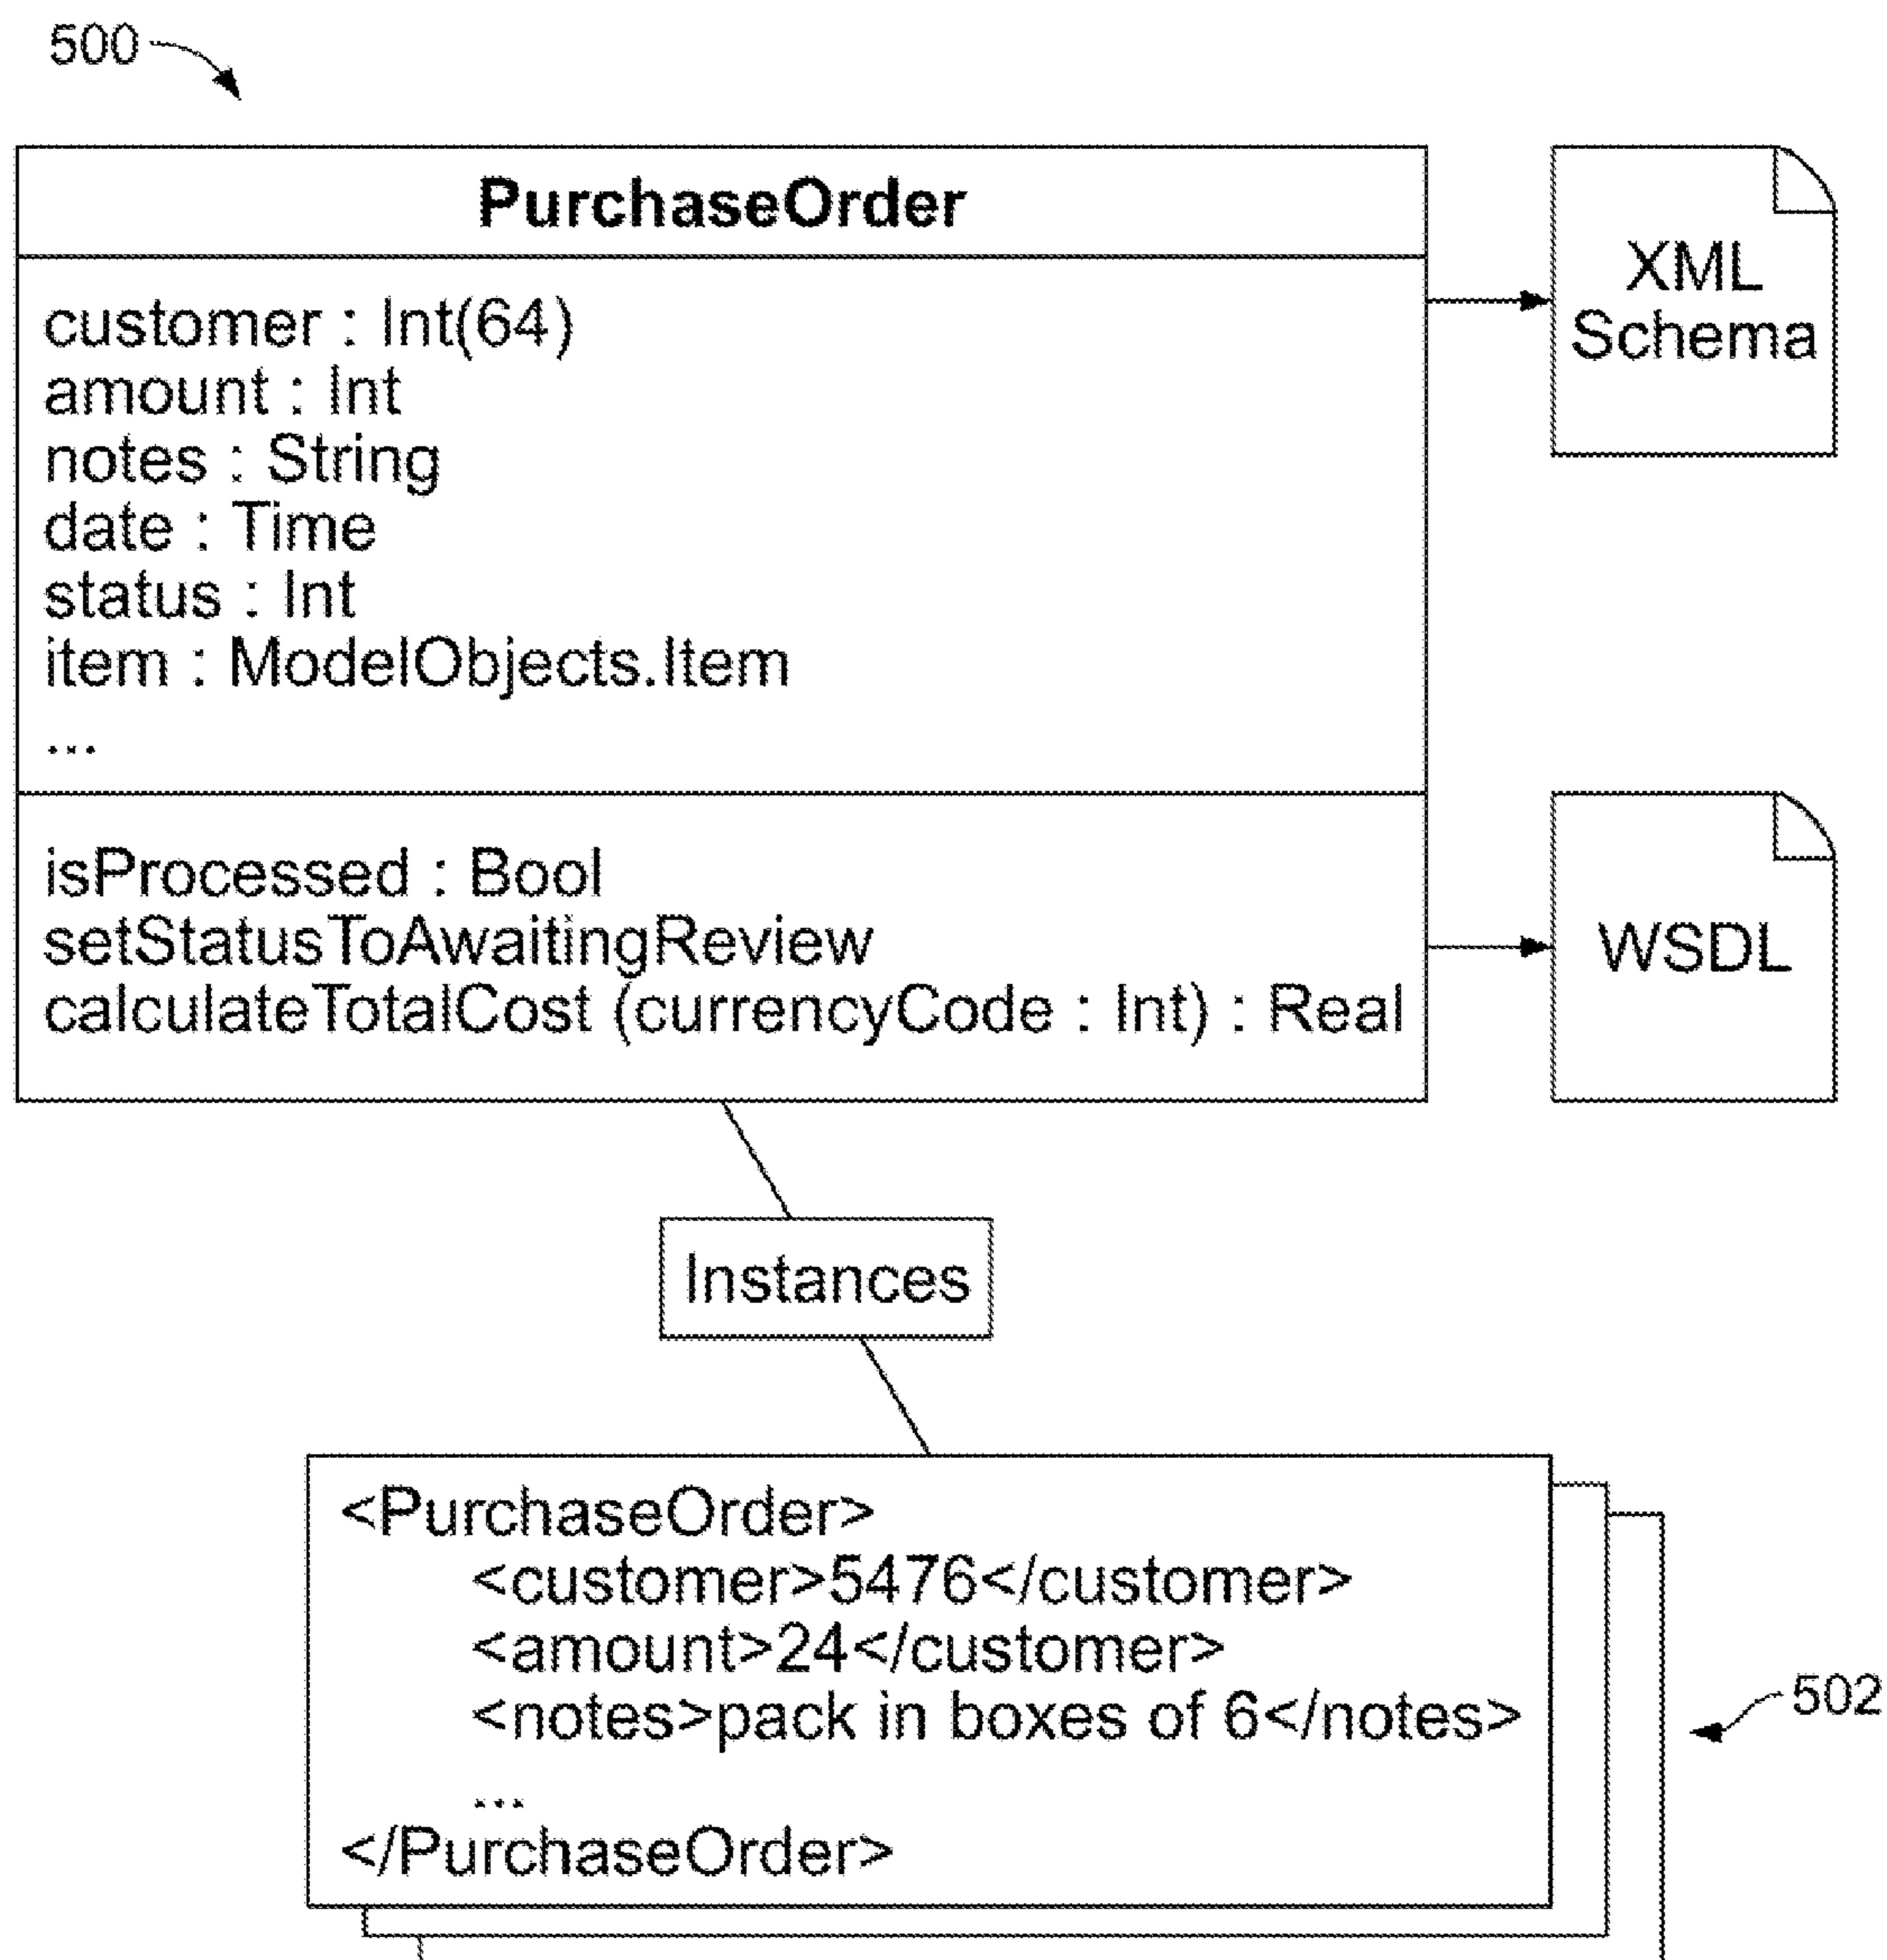 500
PurchaseOrder
customer : Int(64)
amount : Int
notes : String
date : Time
status : Int
item : ModelObjects.Item
...
XML
Schema
isProcessed : Bool
setStatusToAwaitingReview
calculateTotalCost (currencyCode : Int) : Real
WSDL
Instances
<PurchaseOrder>
<customer>5476</customer>
<amount>24</customer>
<notes>pack in boxes of 6</notes>
...
</PurchaseOrder>
502